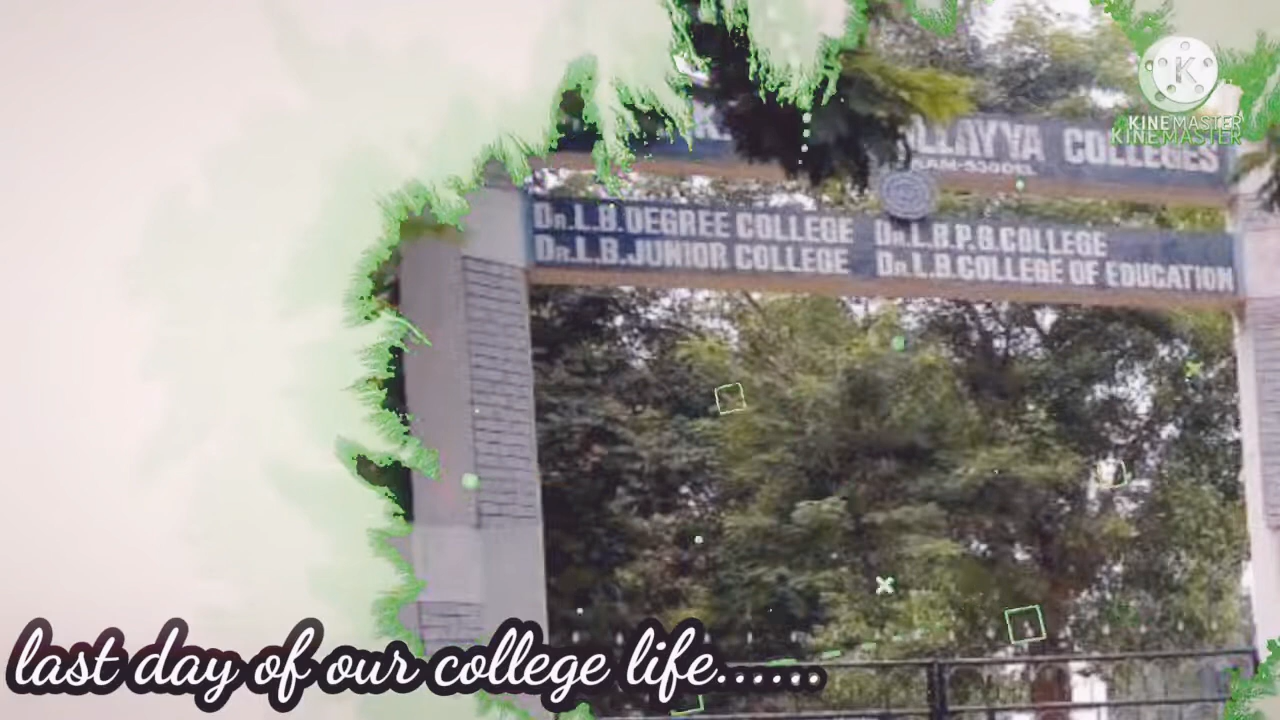 COLLEGES
DR.L.B.DEGREE COLLEGE DR.L.B.P.G.COLLEGE
DR.L.B.JUNIOR COLLEGE DR.L.B.COLLEGE OF EDUCATION
K
KINEMASTER
KINEMASTER
last day of our college life......